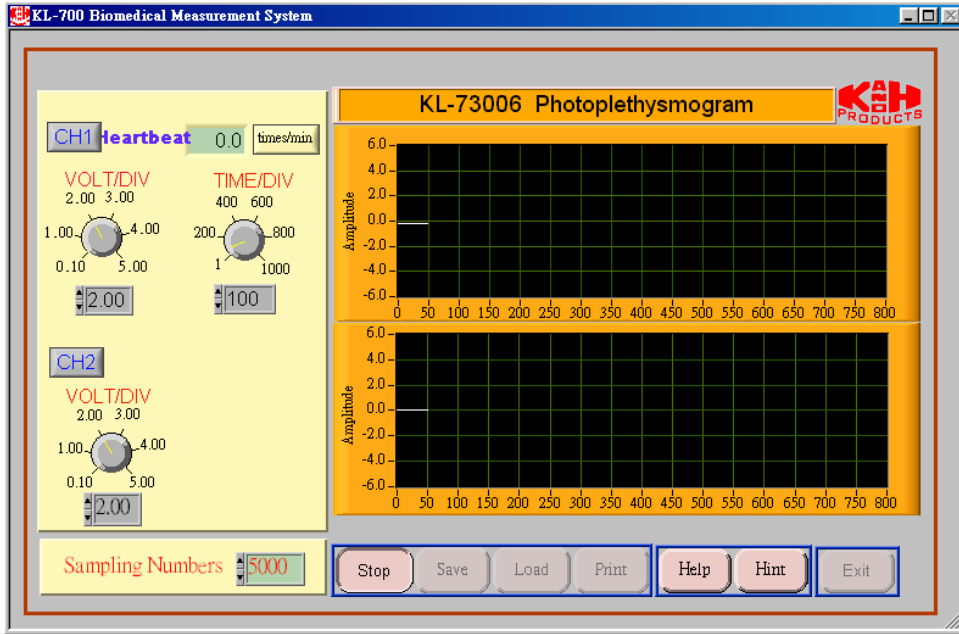 KL-700 Biomedical Measurement System
KL-73006 Photoplethysmogram
K AND H
PRODUCTS
CH1 Heartbeat 0.0 times/min
VOLT/DIV
2.00 3.00
1.00 4.00
0.10 5.00
2.00
TIME/DIV
400 600
200 800
1 1000
100
CH2
VOLT/DIV
2.00 3.00
1.00 4.00
0.10 5.00
2.00
Sampling Numbers 5000
Amplitude
6.0
4.0
2.0
0.0
-2.0
-4.0
-6.0
0 50 100 150 200 250 300 350 400 450 500 550 600 650 700 750 800
Amplitude
6.0
4.0
2.0
0.0
-2.0
-4.0
-6.0
0 50 100 150 200 250 300 350 400 450 500 550 600 650 700 750 800
Stop Save Load Print Help Hint Exit